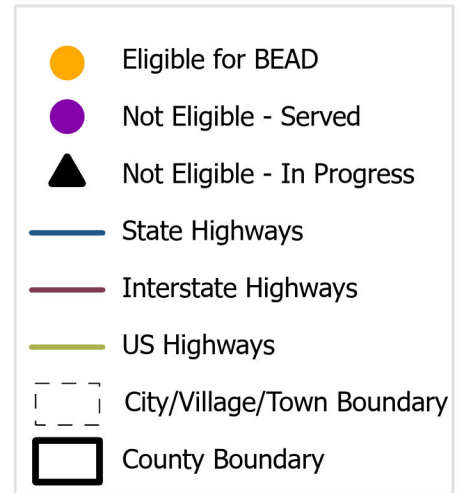 Eligible for BEAD
Not Eligible - Served
Not Eligible - In Progress
State Highways
Interstate Highways
US Highways
City/Village/Town Boundary
County Boundary